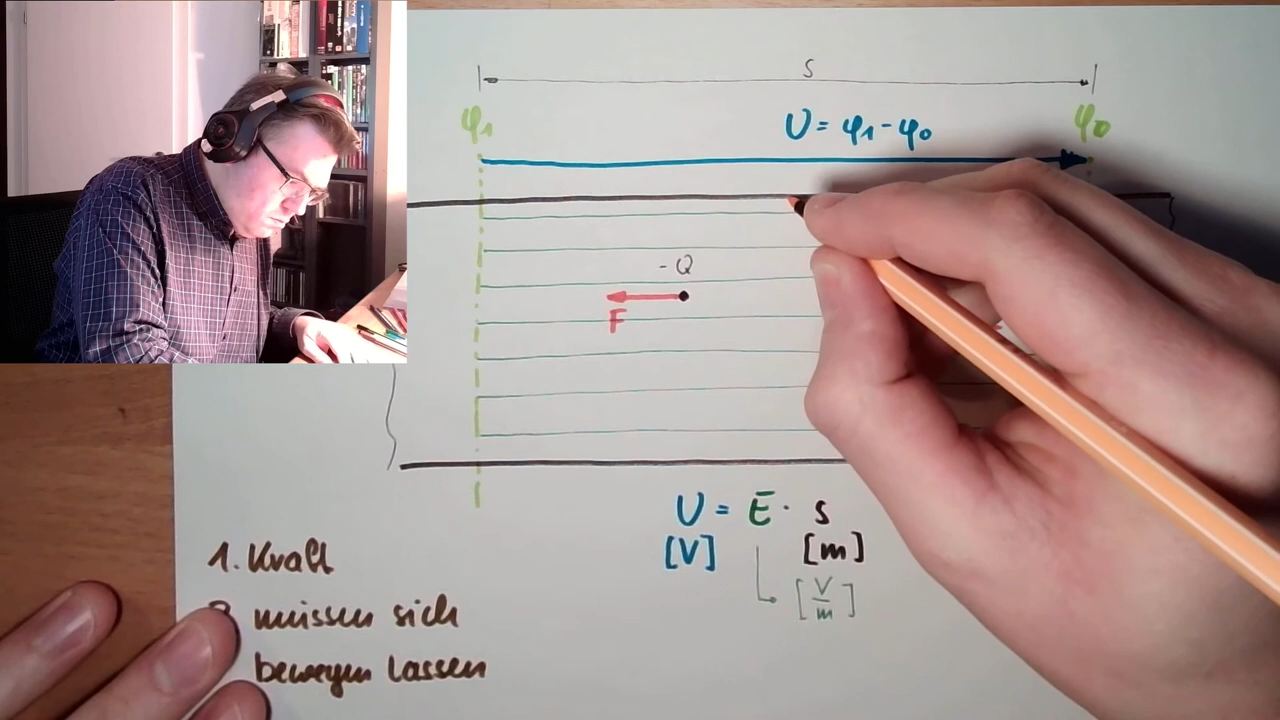 s
φ1
U = φ1 - φ0
φ0
- Q
F
U = E · s
[V] [m]
[V/m]
1. Kraft
müssen sich
bewegen lassen